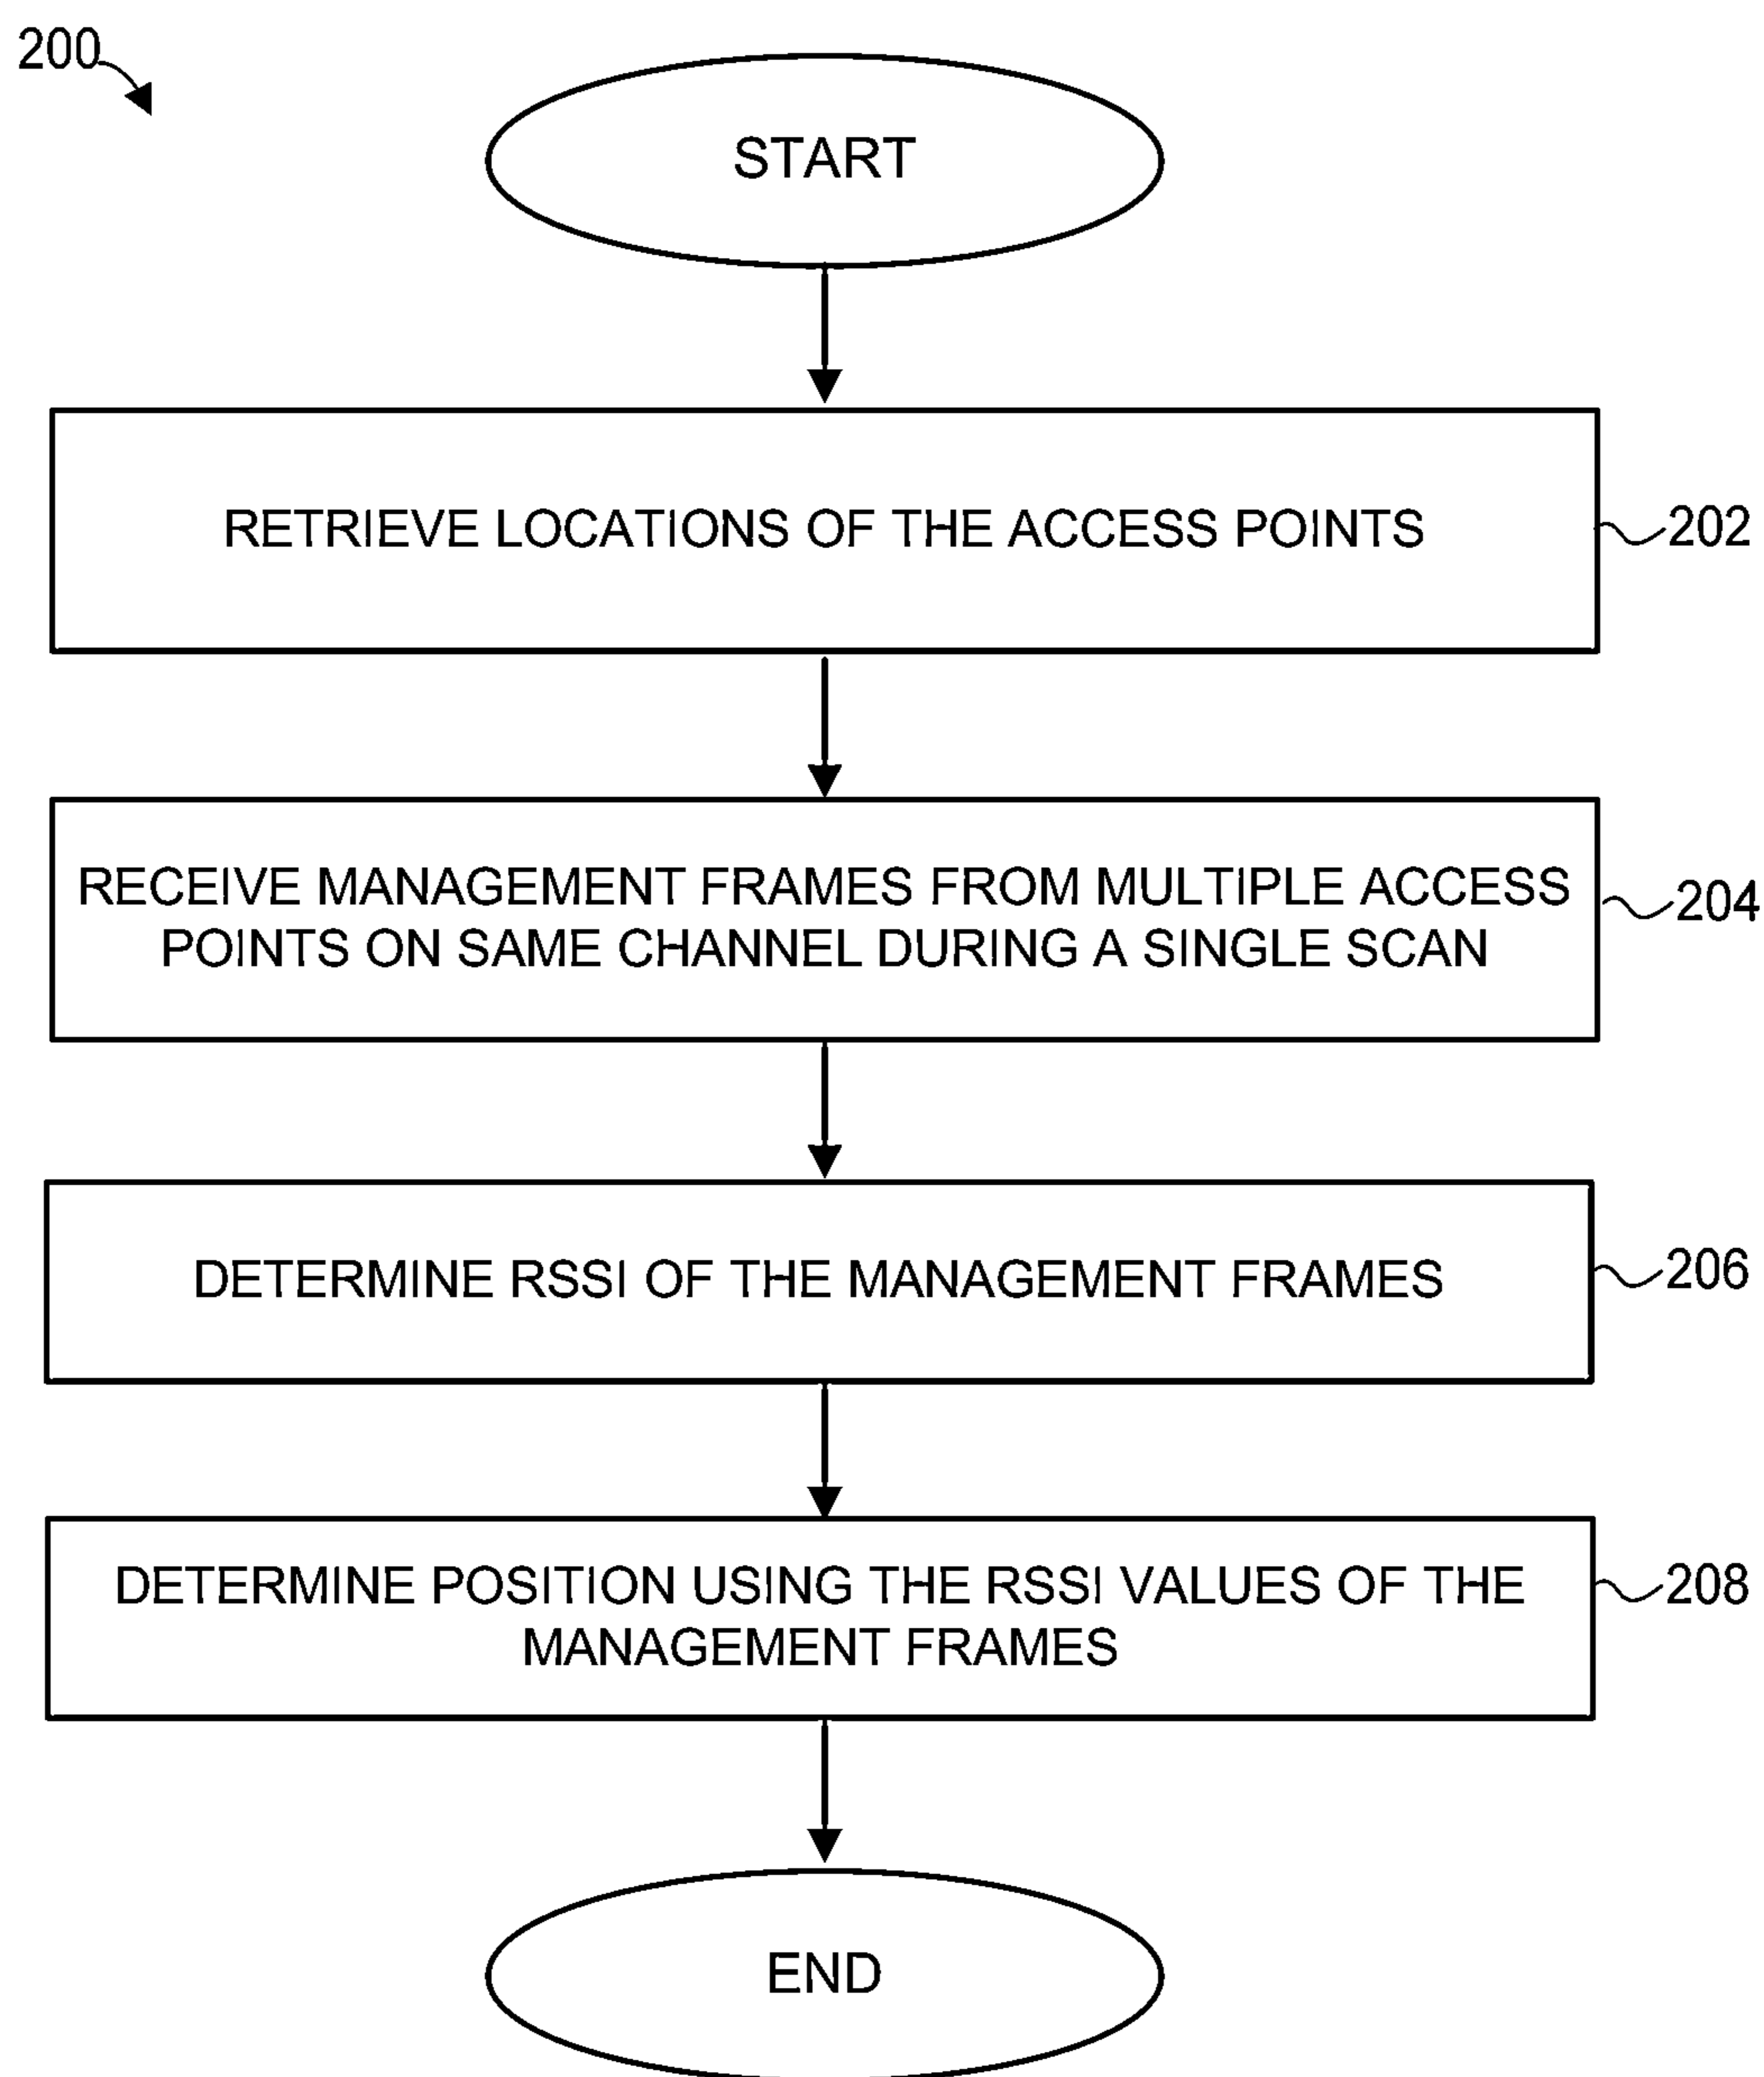 200
START
RETRIEVE LOCATIONS OF THE ACCESS POINTS
202
RECEIVE MANAGEMENT FRAMES FROM MULTIPLE ACCESS
POINTS ON SAME CHANNEL DURING A SINGLE SCAN
204
DETERMINE RSSI OF THE MANAGEMENT FRAMES
206
DETERMINE POSITION USING THE RSSI VALUES OF THE
MANAGEMENT FRAMES
208
END